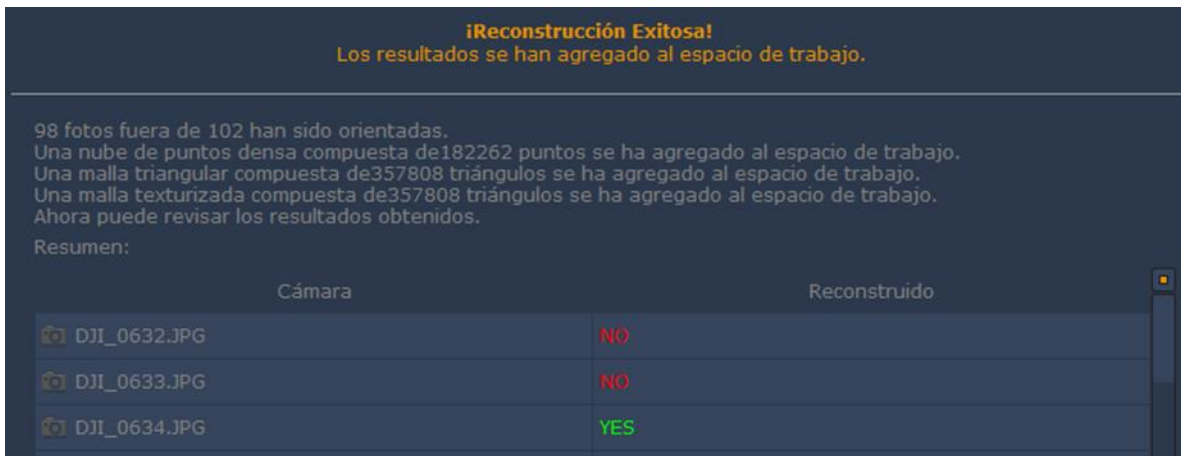 ¡Reconstrucción Exitosa!
Los resultados se han agregado al espacio de trabajo.
98 fotos fuera de 102 han sido orientadas.
Una nube de puntos densa compuesta de182262 puntos se ha agregado al espacio de trabajo.
Una malla triangular compuesta de357808 triángulos se ha agregado al espacio de trabajo.
Una malla texturizada compuesta de357808 triángulos se ha agregado al espacio de trabajo.
Ahora puede revisar los resultados obtenidos.
Resumen:
Cámara Reconstruido
DJI_0632.JPG NO
DJI_0633.JPG NO
DJI_0634.JPG YES